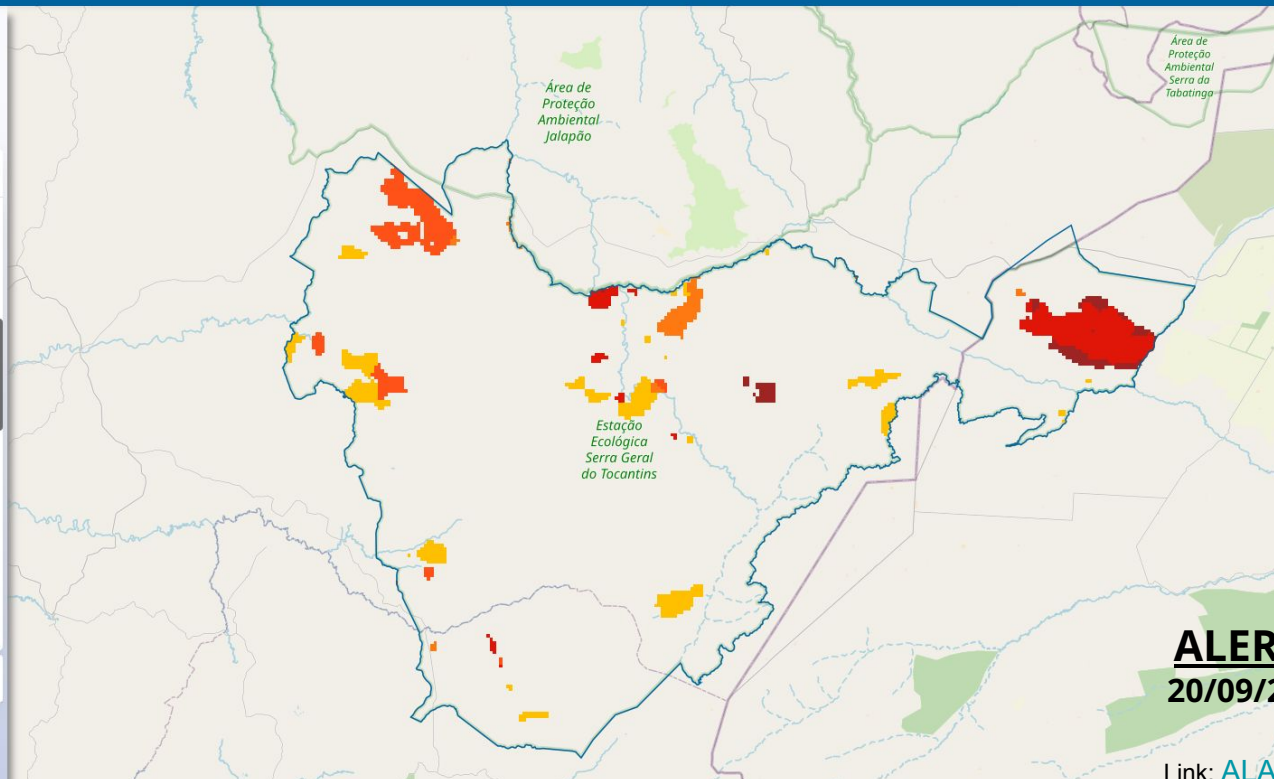 Área de
Proteção
Ambiental
Serra da
Tabatinga
Área de
Proteção
Ambiental
Jalapão
Estação
Ecológica
Serra Geral
do Tocantins
ALER
20/09/2
Link: ALA